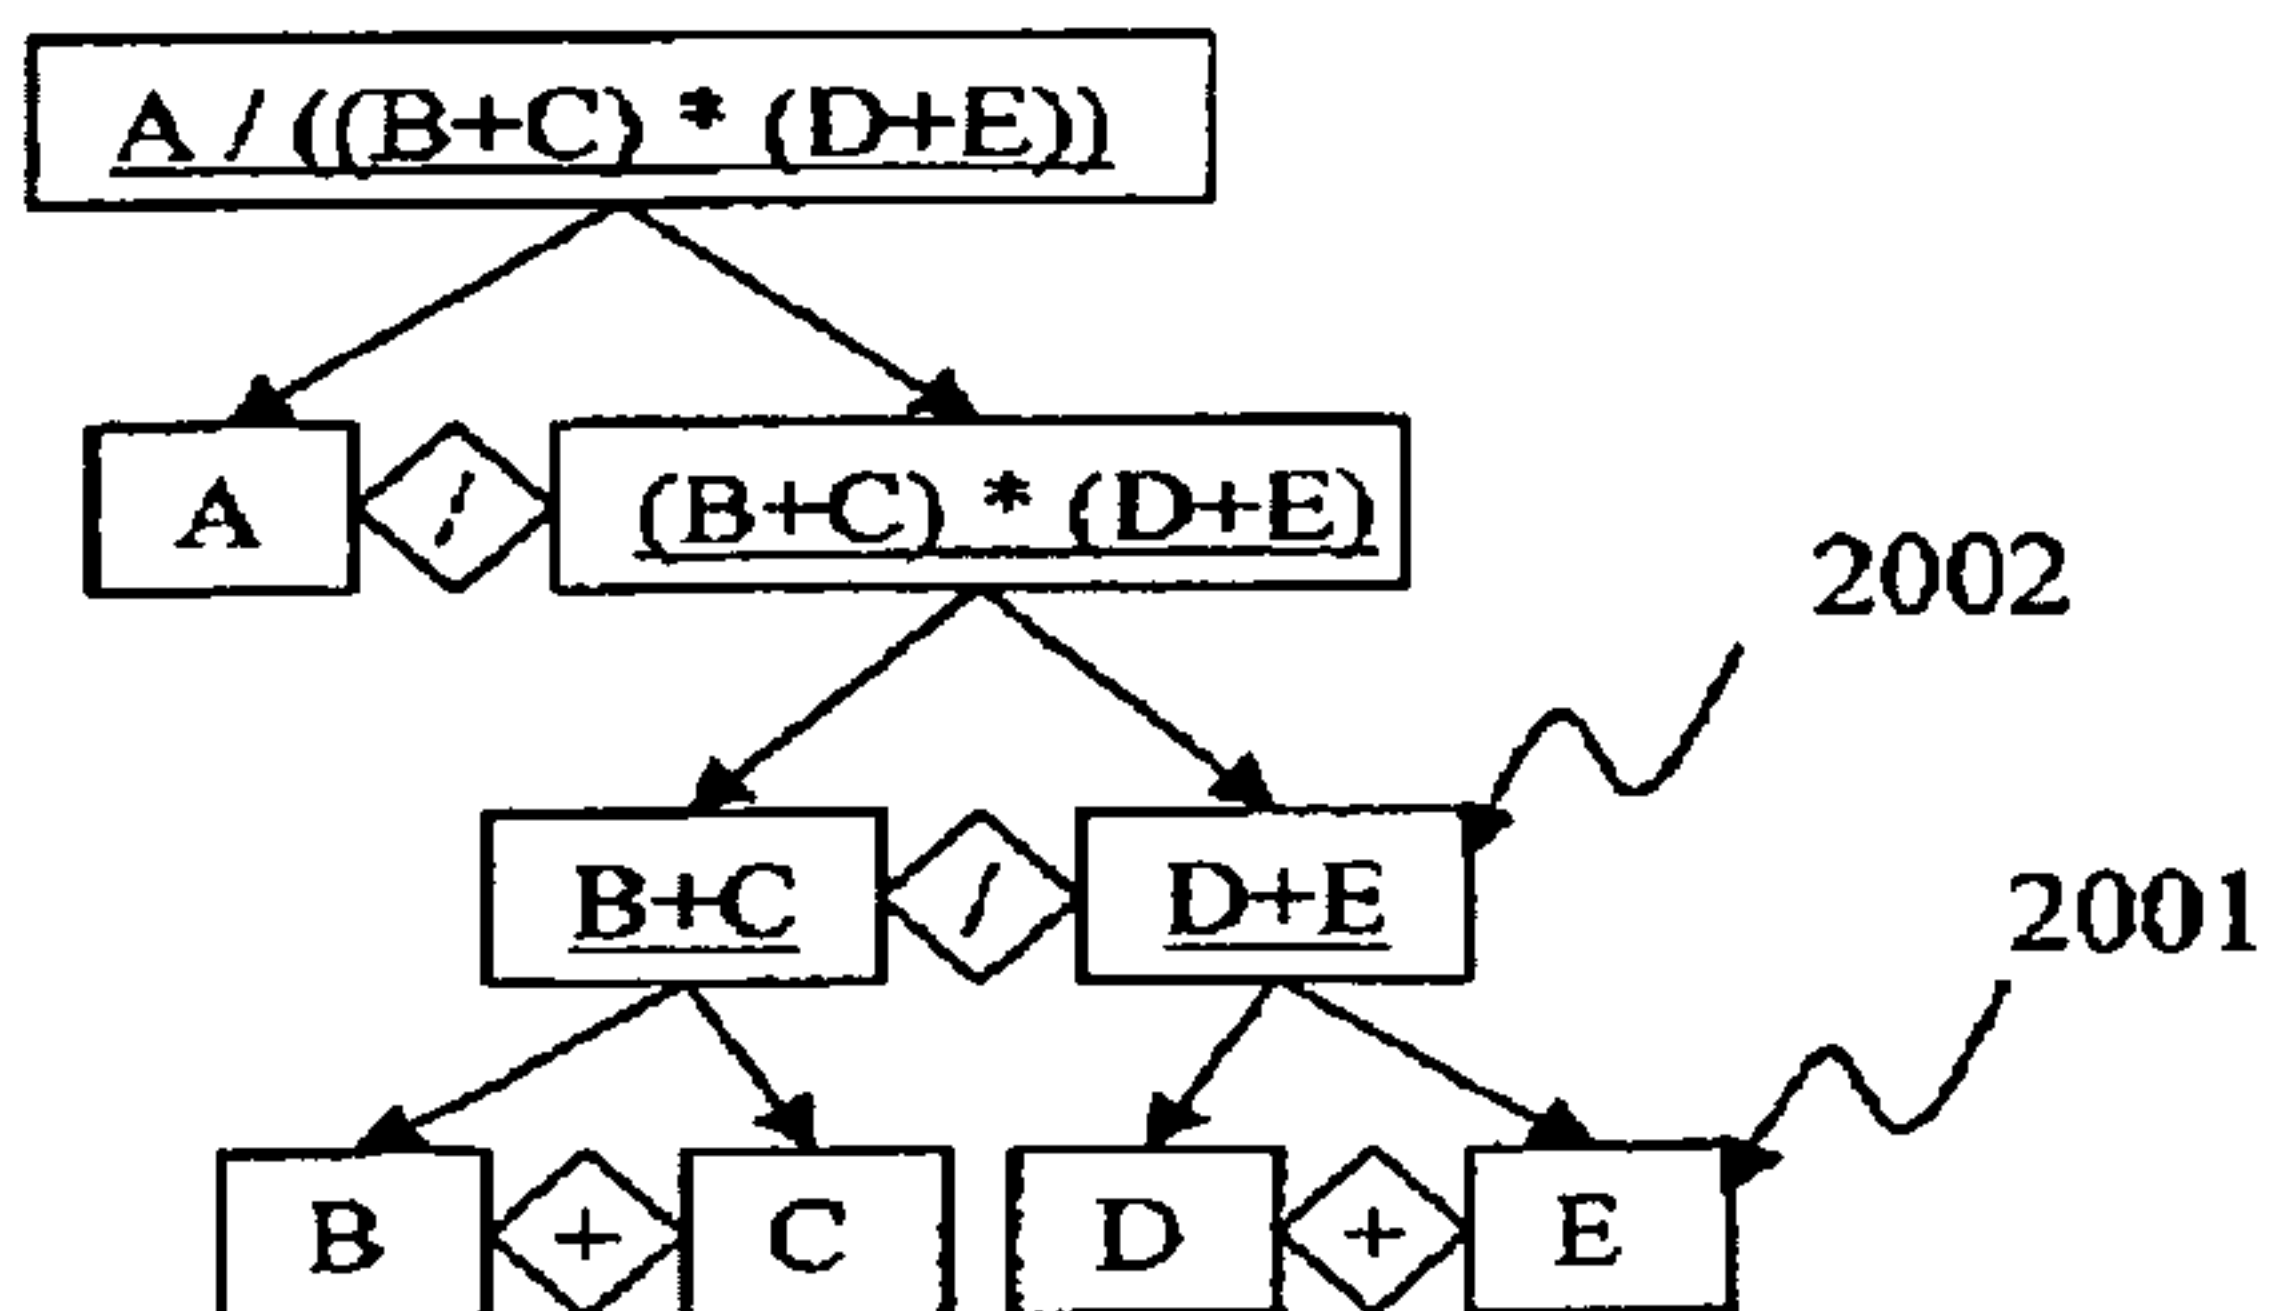 A / ((B+C) * (D+E))
A / (B+C) * (D+E)
2002
B+C / D+E
2001
B + C D + E